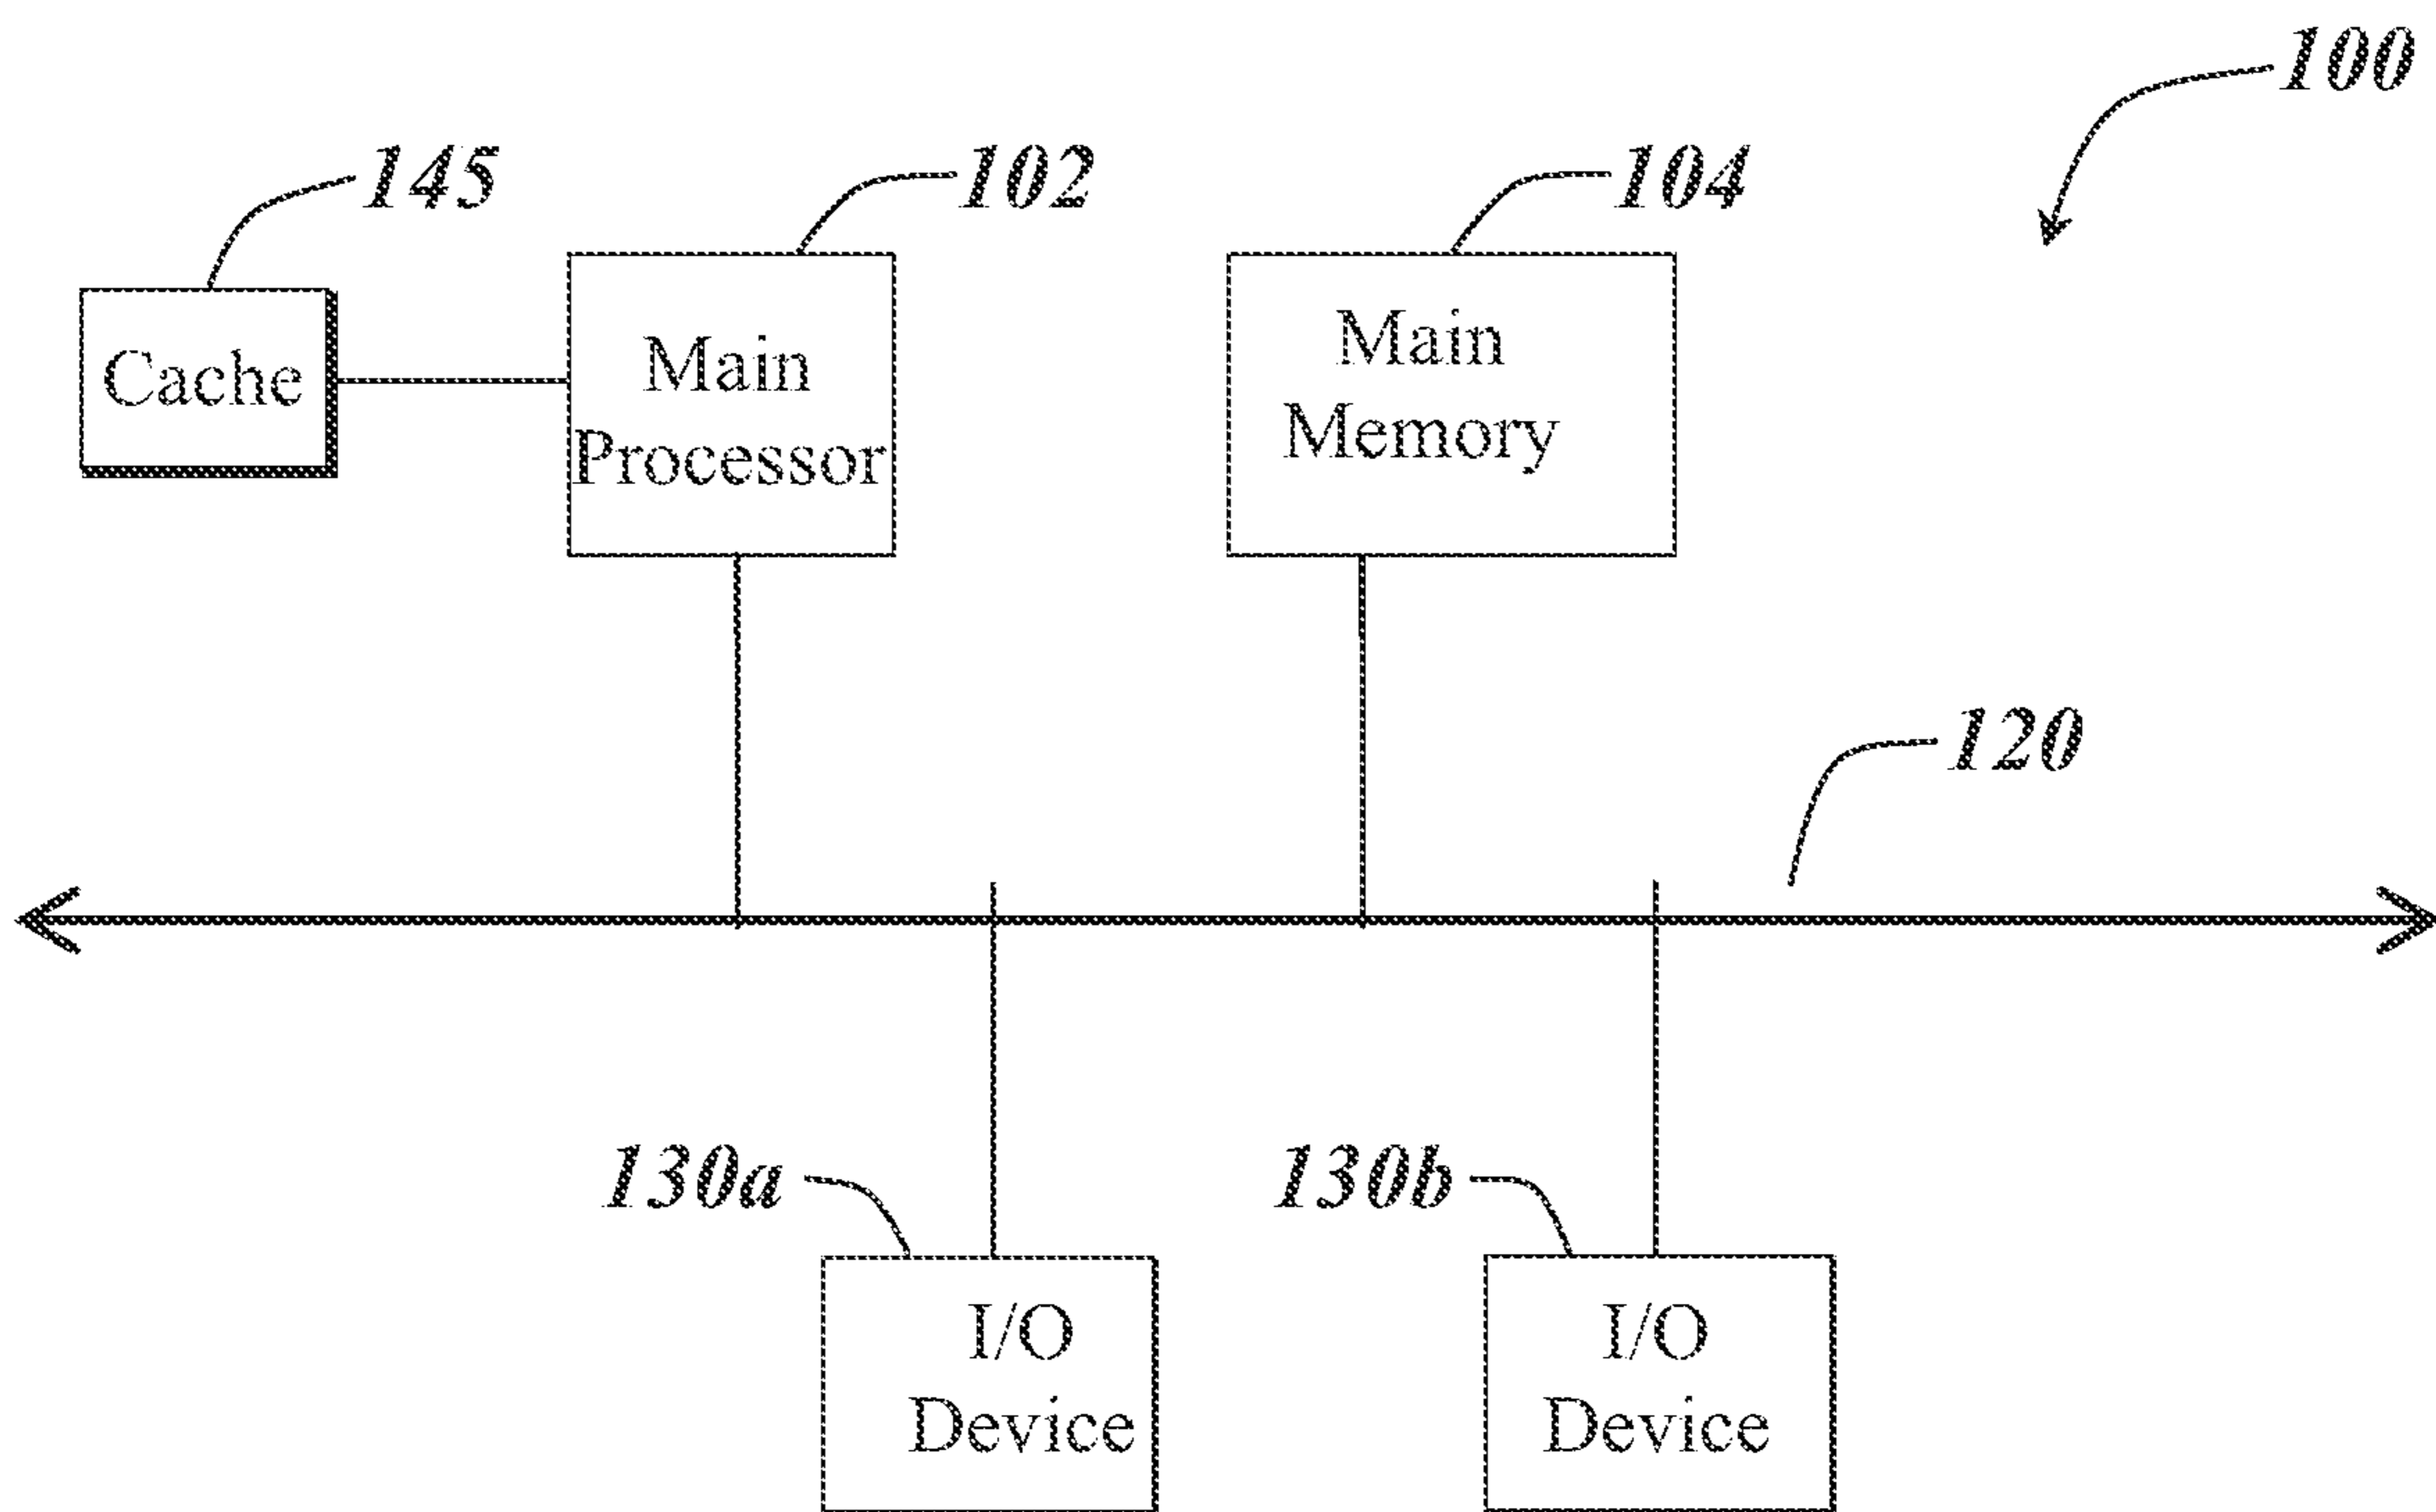 100
145
102
104
Cache
Main
Processor
Main
Memory
120
130a
130b
I/O
Device
I/O
Device